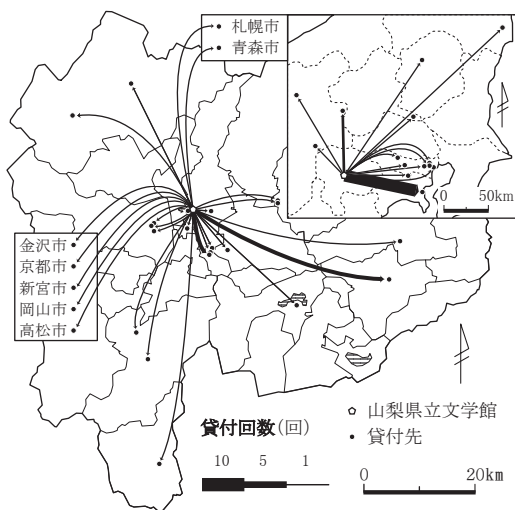 札幌市
青森市
0 50km
金沢市
京都市
新宮市
岡山市
高松市
貸付回数(回)
10 5 1
山梨県立文学館
貸付先
0 20km